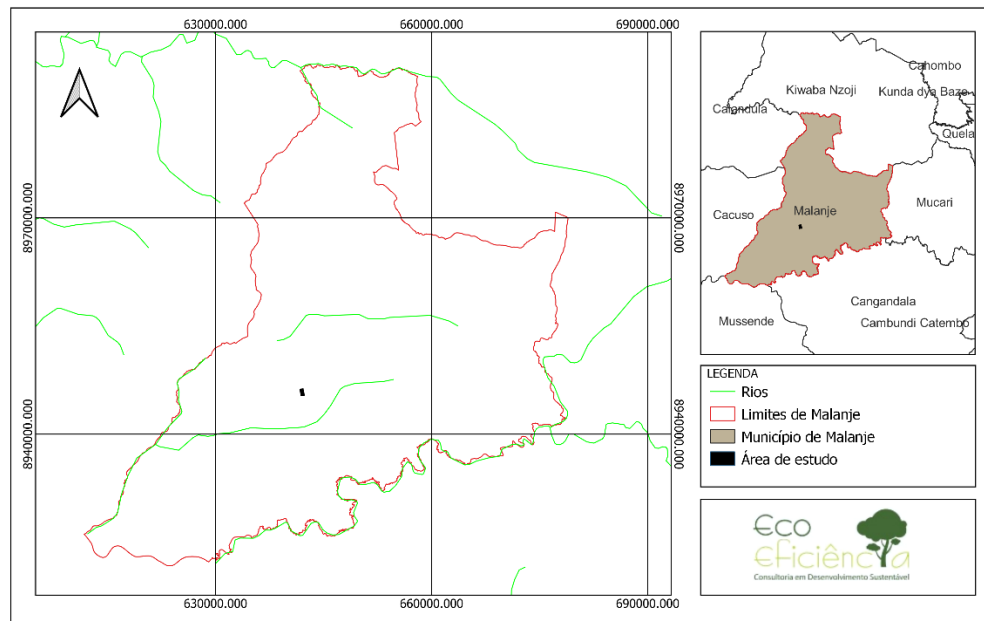 630000.000
660000.000
690000.000
8970000.000
8970000.000
8940000.000
8940000.000
630000.000
660000.000
690000.000
Cahombo
Kiwaba Nzoji
Kunda dya Baze
Calandula
Quela
Mucari
Cacuso
Malanje
Cangandala
Mussende
Cambundi Catembo
LEGENDA
Rios
Limites de Malanje
Município de Malanje
Área de estudo
Eco
Eficiência
Consultoria em Desenvolvimento Sustentável